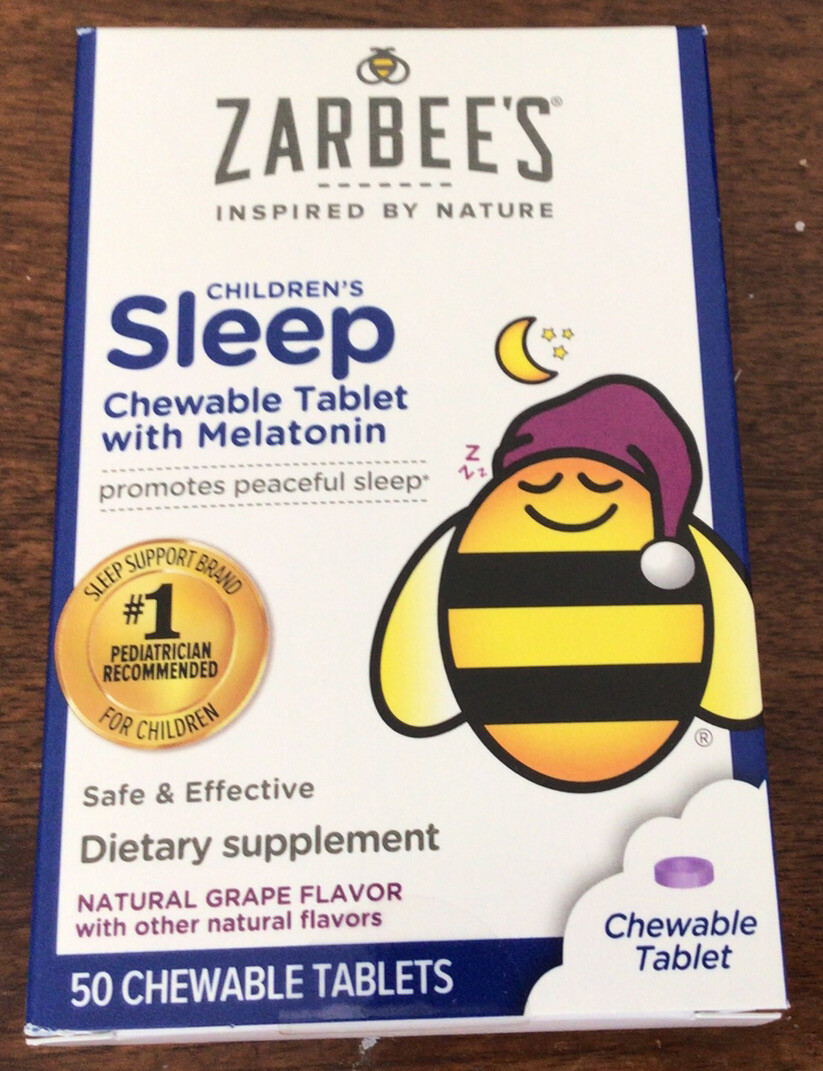 ZARBEE'S®
INSPIRED BY NATURE
CHILDREN'S
Sleep
Chewable Tablet
with Melatonin
promotes peaceful sleep*
Z
z z
SLEEP SUPPORT BRAND
#1
PEDIATRICIAN
RECOMMENDED
FOR CHILDREN
®
Safe & Effective
Dietary supplement
NATURAL GRAPE FLAVOR
with other natural flavors
Chewable
Tablet
50 CHEWABLE TABLETS